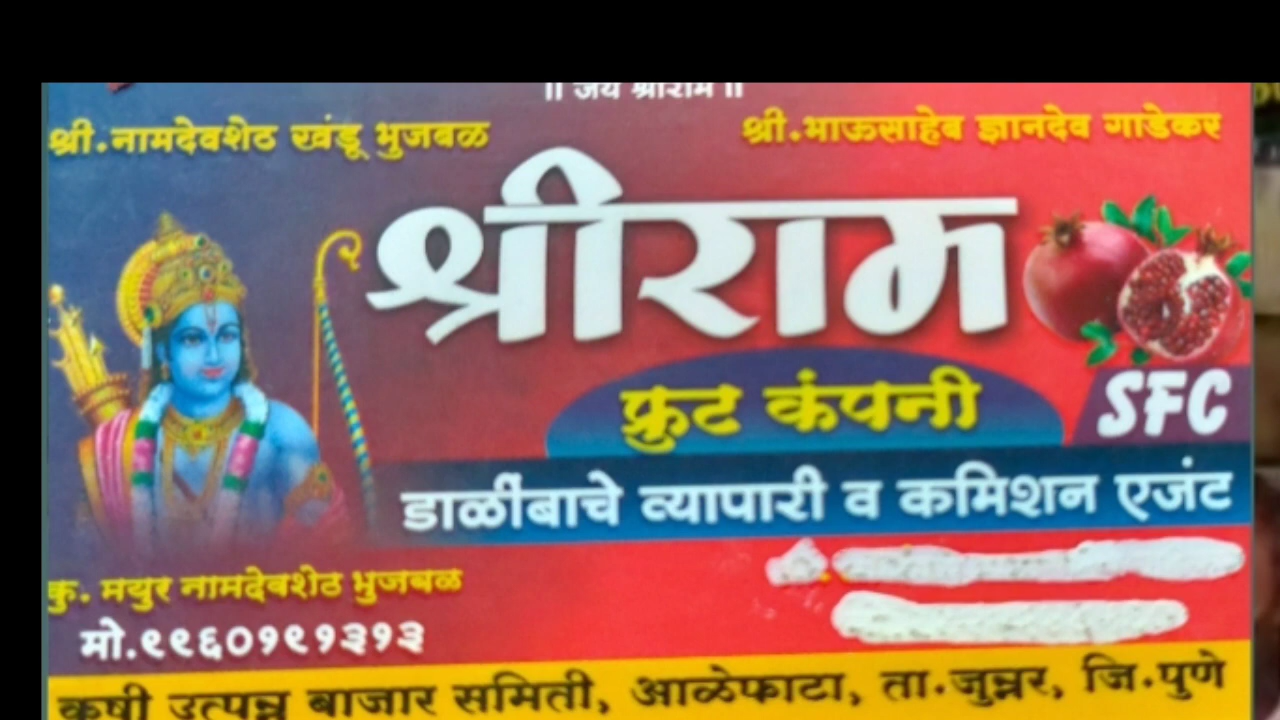 ॥ जय श्रीराम ॥
श्री.नामदेवशेठ खंडू भुजबळ
श्री.भाऊसाहेब ज्ञानदेव गाडेकर
श्रीराम
फ्रुट कंपनी
SFC
डाळींबाचे व्यापारी व कमिशन एजंट
कु. मयुर नामदेवशेठ भुजबळ
मो.९९६०१९१३१३
कृषी उत्पन्न बाजार समिती, आळेफाटा, ता.जुन्नर, जि.पुणे